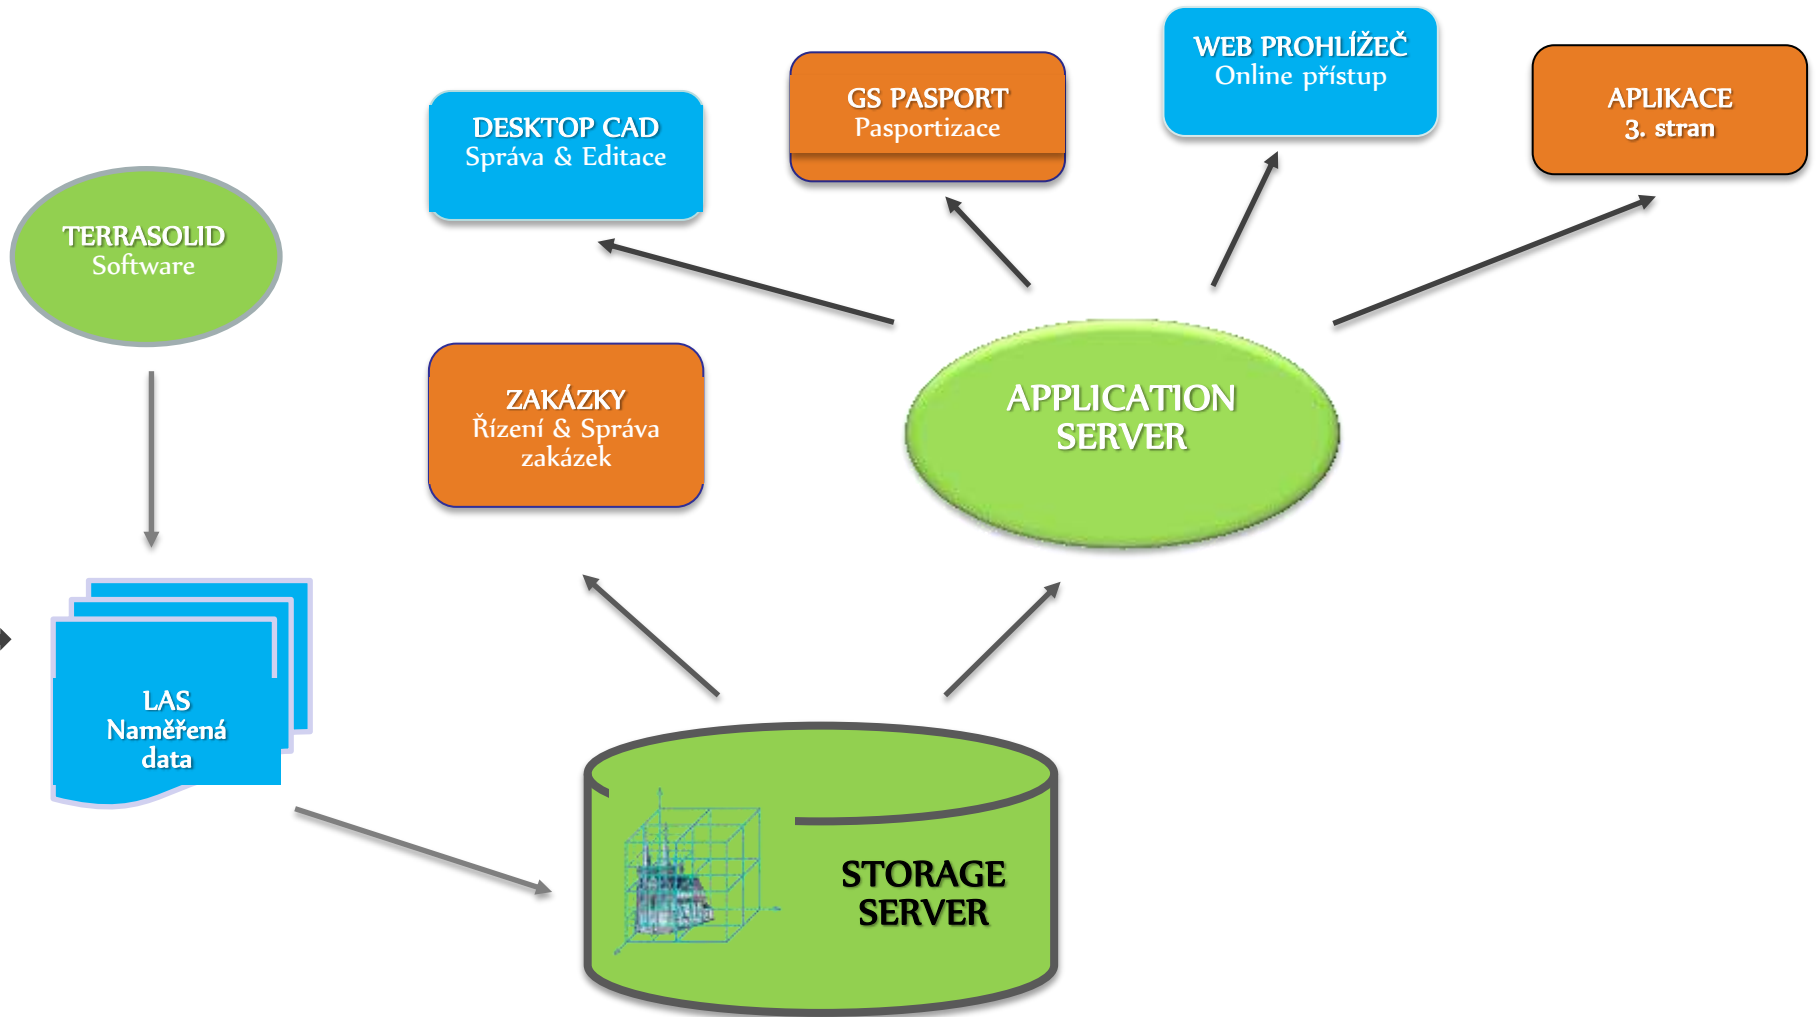 WEB PROHLÍŽEČ
Online přístup
GS PASPORT
Pasportizace
APLIKACE
3. stran
DESKTOP CAD
Správa & Editace
TERRASOLID
Software
ZAKÁZKY
Řízení & Správa
zakázek
APPLICATION
SERVER
LAS
Naměřená
data
STORAGE
SERVER